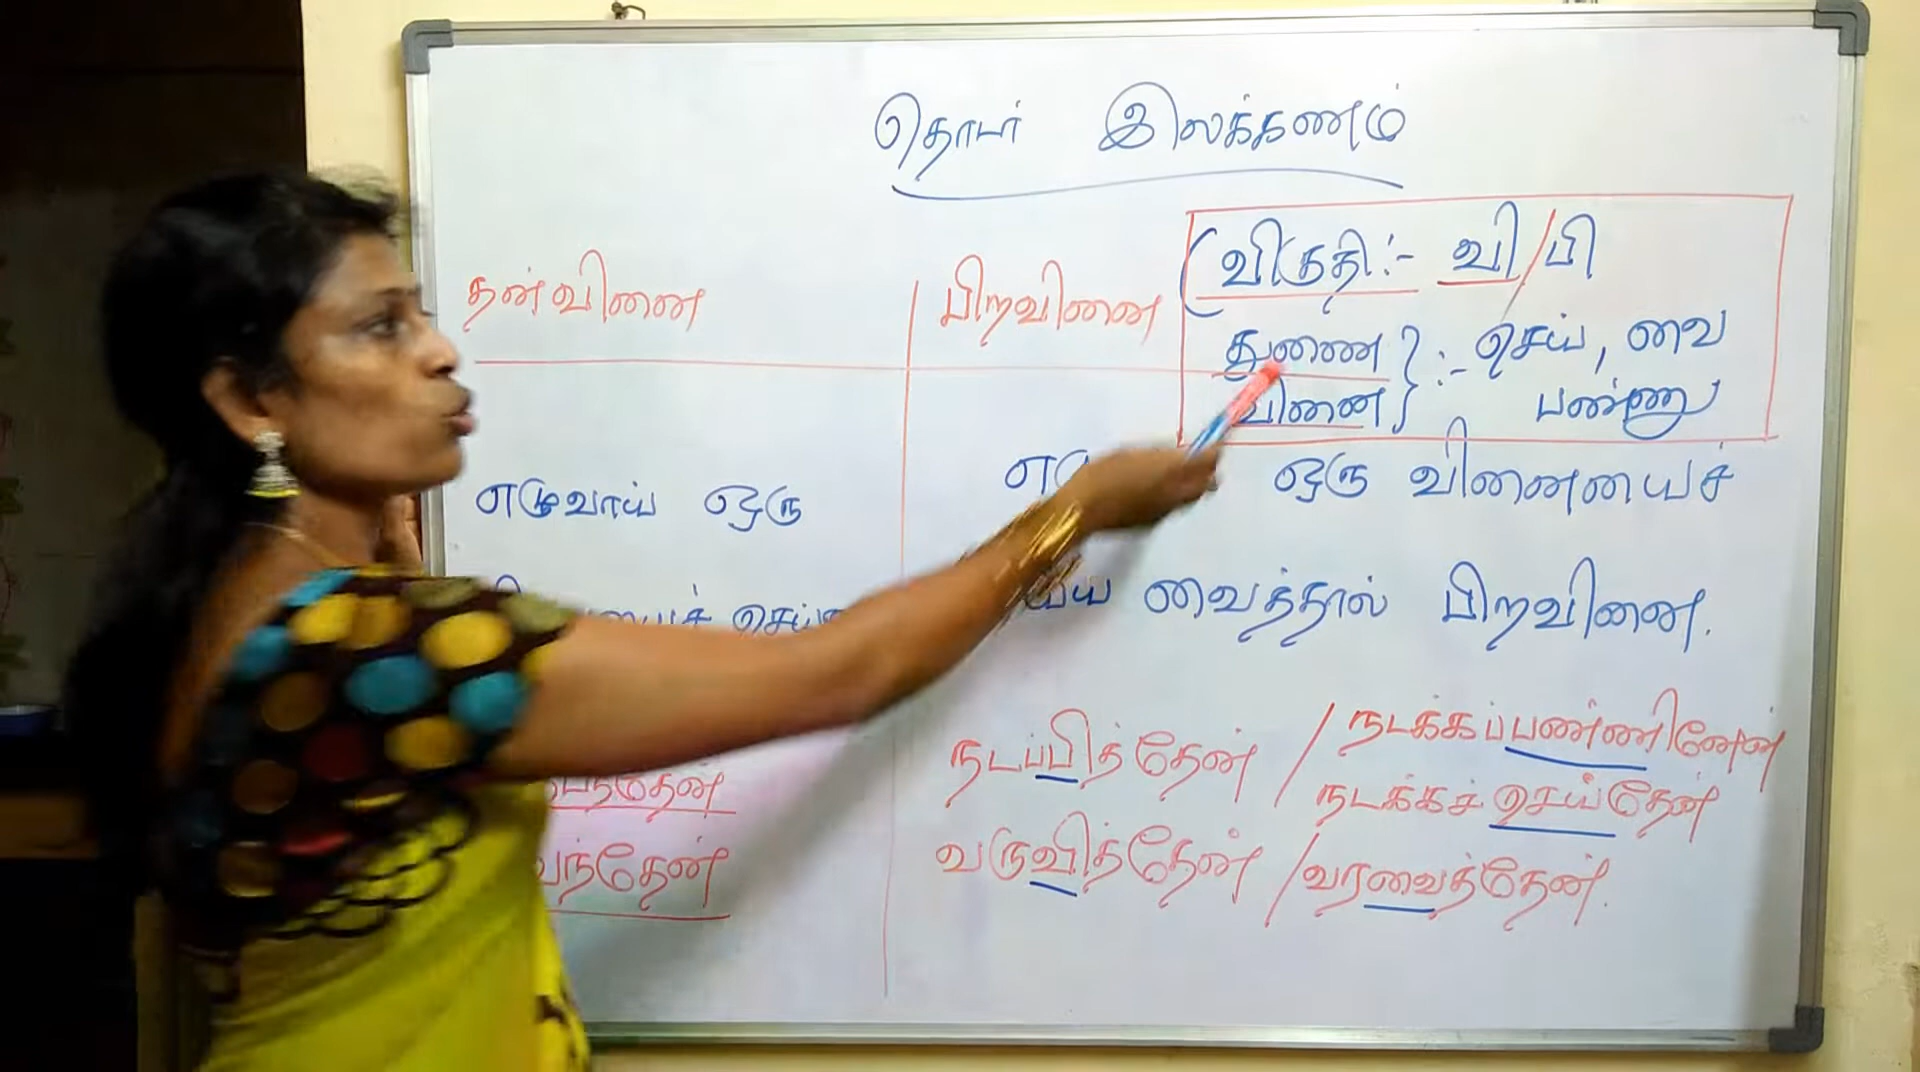 தொடர் இலக்கணம்
தன்வினை
பிறவினை
(விகுதி :- வி/பி
துணை வினை } :- செய், வை பண்ணு
எழுவாய் ஒரு
ஒரு வினையைச்
வைத்தால் பிறவினை.
நடப்பித்தேன் / நடக்கப்பண்ணினேன்
நடக்கச் செய்தேன்
வந்தேன்
வருவித்தேன் / வரவைத்தேன்.